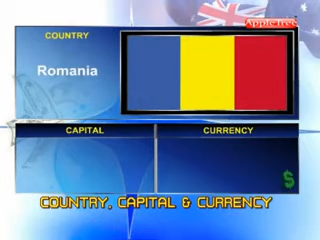 AppleTree
COUNTRY
Romania
CAPITAL
CURRENCY
$
COUNTRY, CAPITAL & CURRENCY